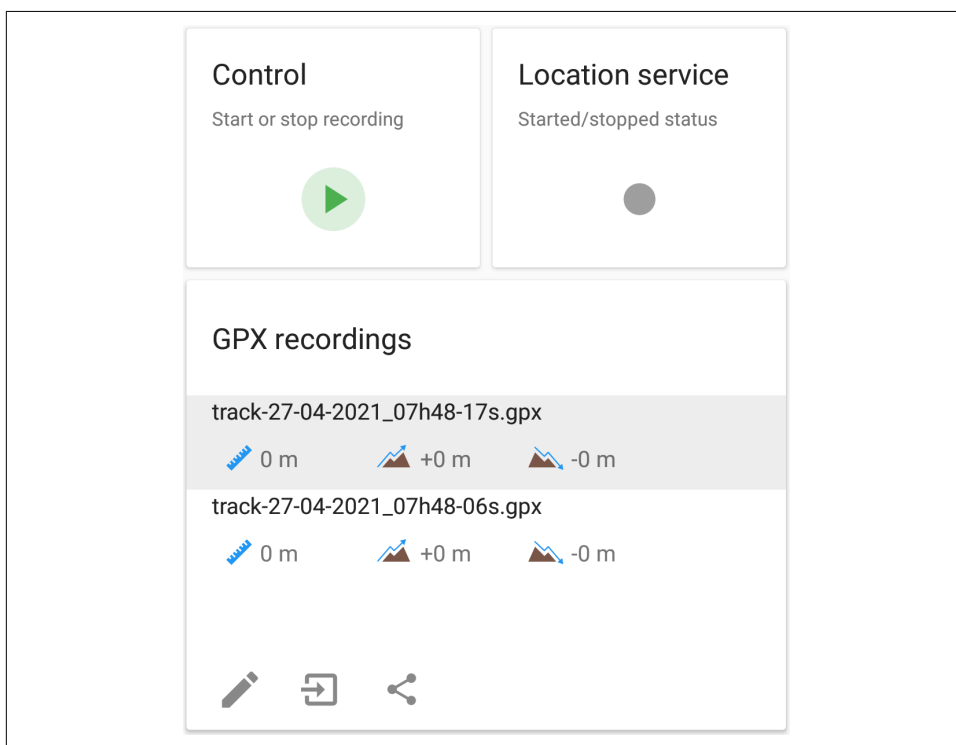 Control
Start or stop recording
Location service
Started/stopped status
GPX recordings
track-27-04-2021_07h48-17s.gpx
0 m +0 m -0 m
track-27-04-2021_07h48-06s.gpx
0 m +0 m -0 m